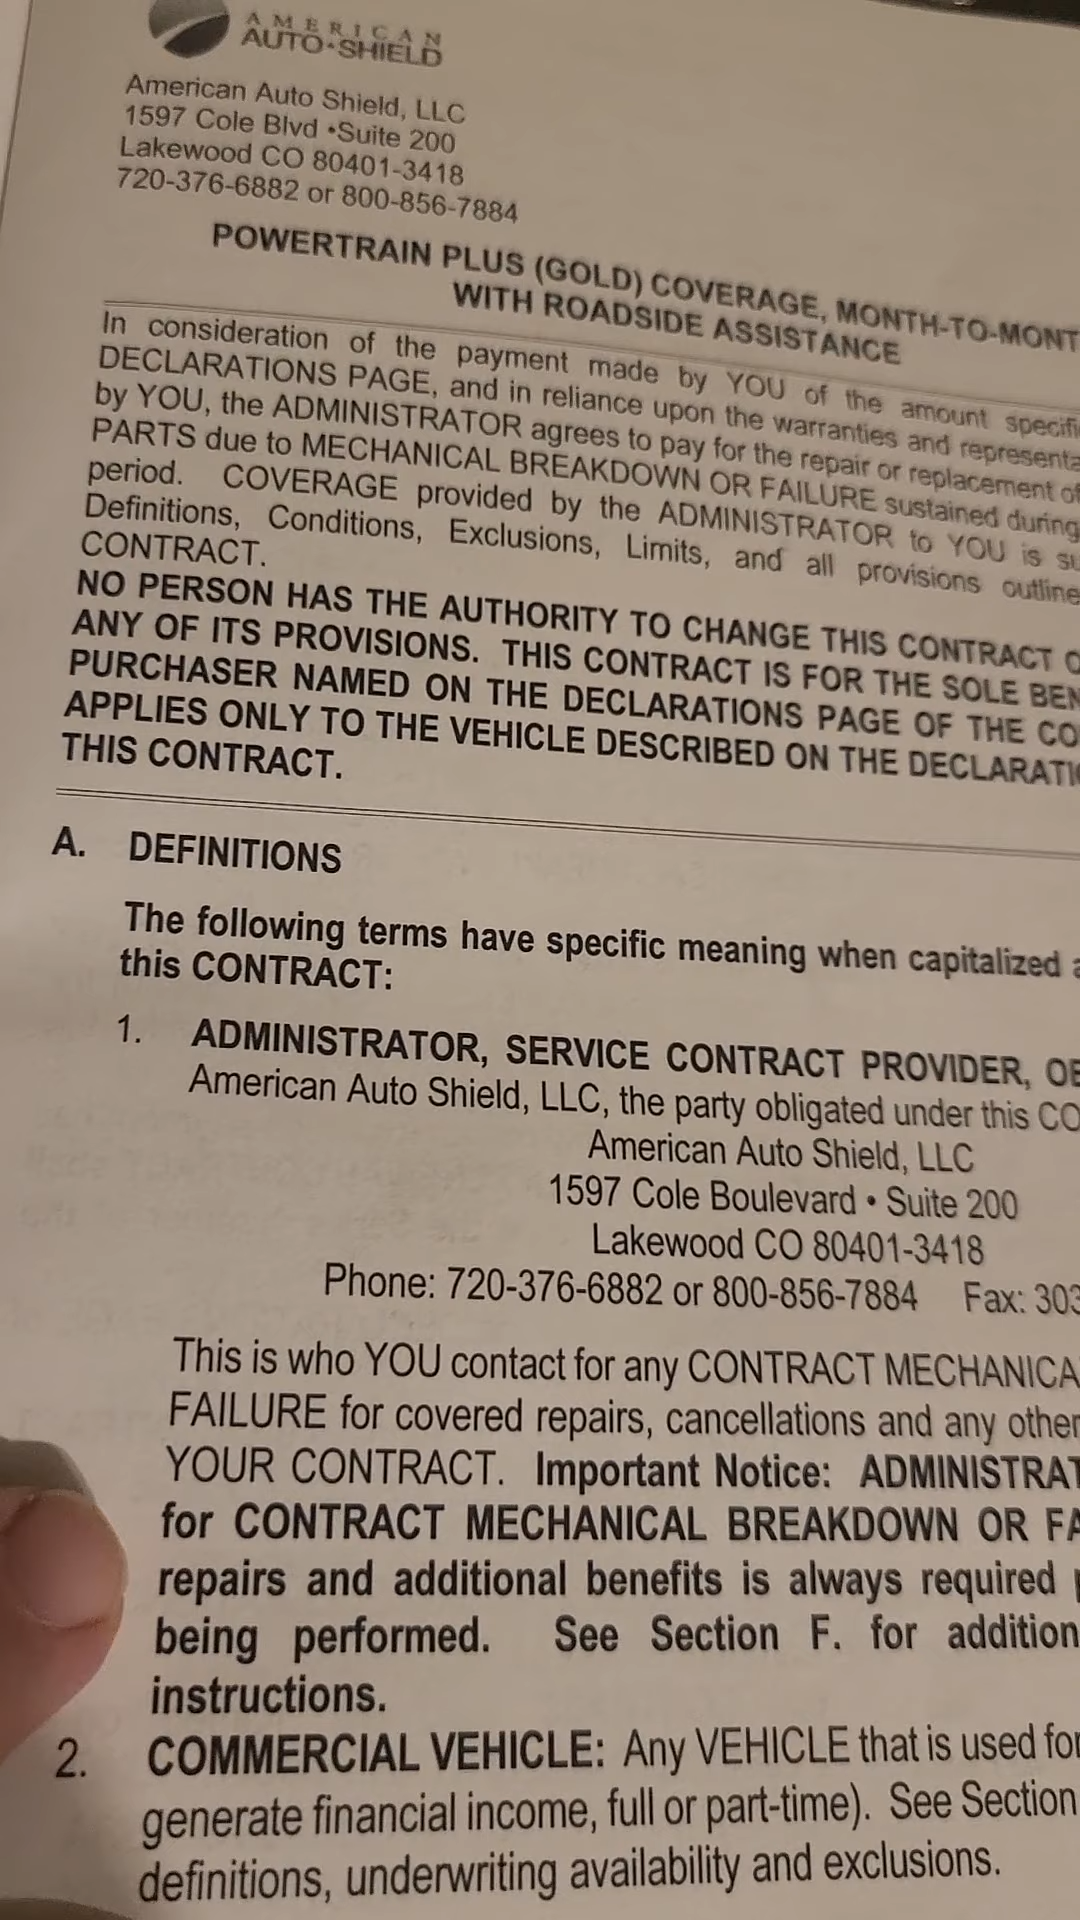 AMERICAN
AUTO•SHIELD
American Auto Shield, LLC
1597 Cole Blvd •Suite 200
Lakewood CO 80401-3418
720-376-6882 or 800-856-7884
POWERTRAIN PLUS (GOLD) COVERAGE, MONTH-TO-MONT
WITH ROADSIDE ASSISTANCE
In consideration of the payment made by YOU of the amount specifi
DECLARATIONS PAGE, and in reliance upon the warranties and representa
by YOU, the ADMINISTRATOR agrees to pay for the repair or replacement of
PARTS due to MECHANICAL BREAKDOWN OR FAILURE sustained during
period. COVERAGE provided by the ADMINISTRATOR to YOU is su
Definitions, Conditions, Exclusions, Limits, and all provisions outline
CONTRACT.
NO PERSON HAS THE AUTHORITY TO CHANGE THIS CONTRACT O
ANY OF ITS PROVISIONS. THIS CONTRACT IS FOR THE SOLE BEN
PURCHASER NAMED ON THE DECLARATIONS PAGE OF THE CO
APPLIES ONLY TO THE VEHICLE DESCRIBED ON THE DECLARATI
THIS CONTRACT.
A. DEFINITIONS
The following terms have specific meaning when capitalized a
this CONTRACT:
1. ADMINISTRATOR, SERVICE CONTRACT PROVIDER, OB
American Auto Shield, LLC, the party obligated under this CO
American Auto Shield, LLC
1597 Cole Boulevard • Suite 200
Lakewood CO 80401-3418
Phone: 720-376-6882 or 800-856-7884 Fax: 303
This is who YOU contact for any CONTRACT MECHANICA
FAILURE for covered repairs, cancellations and any other
YOUR CONTRACT. Important Notice: ADMINISTRAT
for CONTRACT MECHANICAL BREAKDOWN OR FA
repairs and additional benefits is always required p
being performed. See Section F. for addition
instructions.
2. COMMERCIAL VEHICLE: Any VEHICLE that is used for
generate financial income, full or part-time). See Section
definitions, underwriting availability and exclusions.